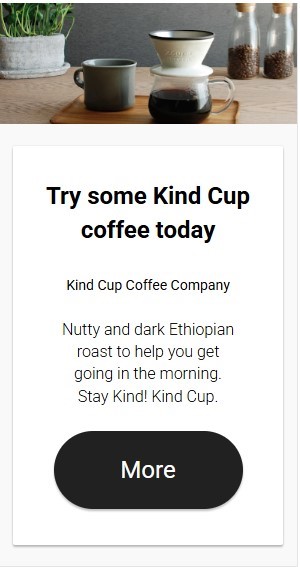 Try some Kind Cup
coffee today
Kind Cup Coffee Company
Nutty and dark Ethiopian
roast to help you get
going in the morning.
Stay Kind! Kind Cup.
More